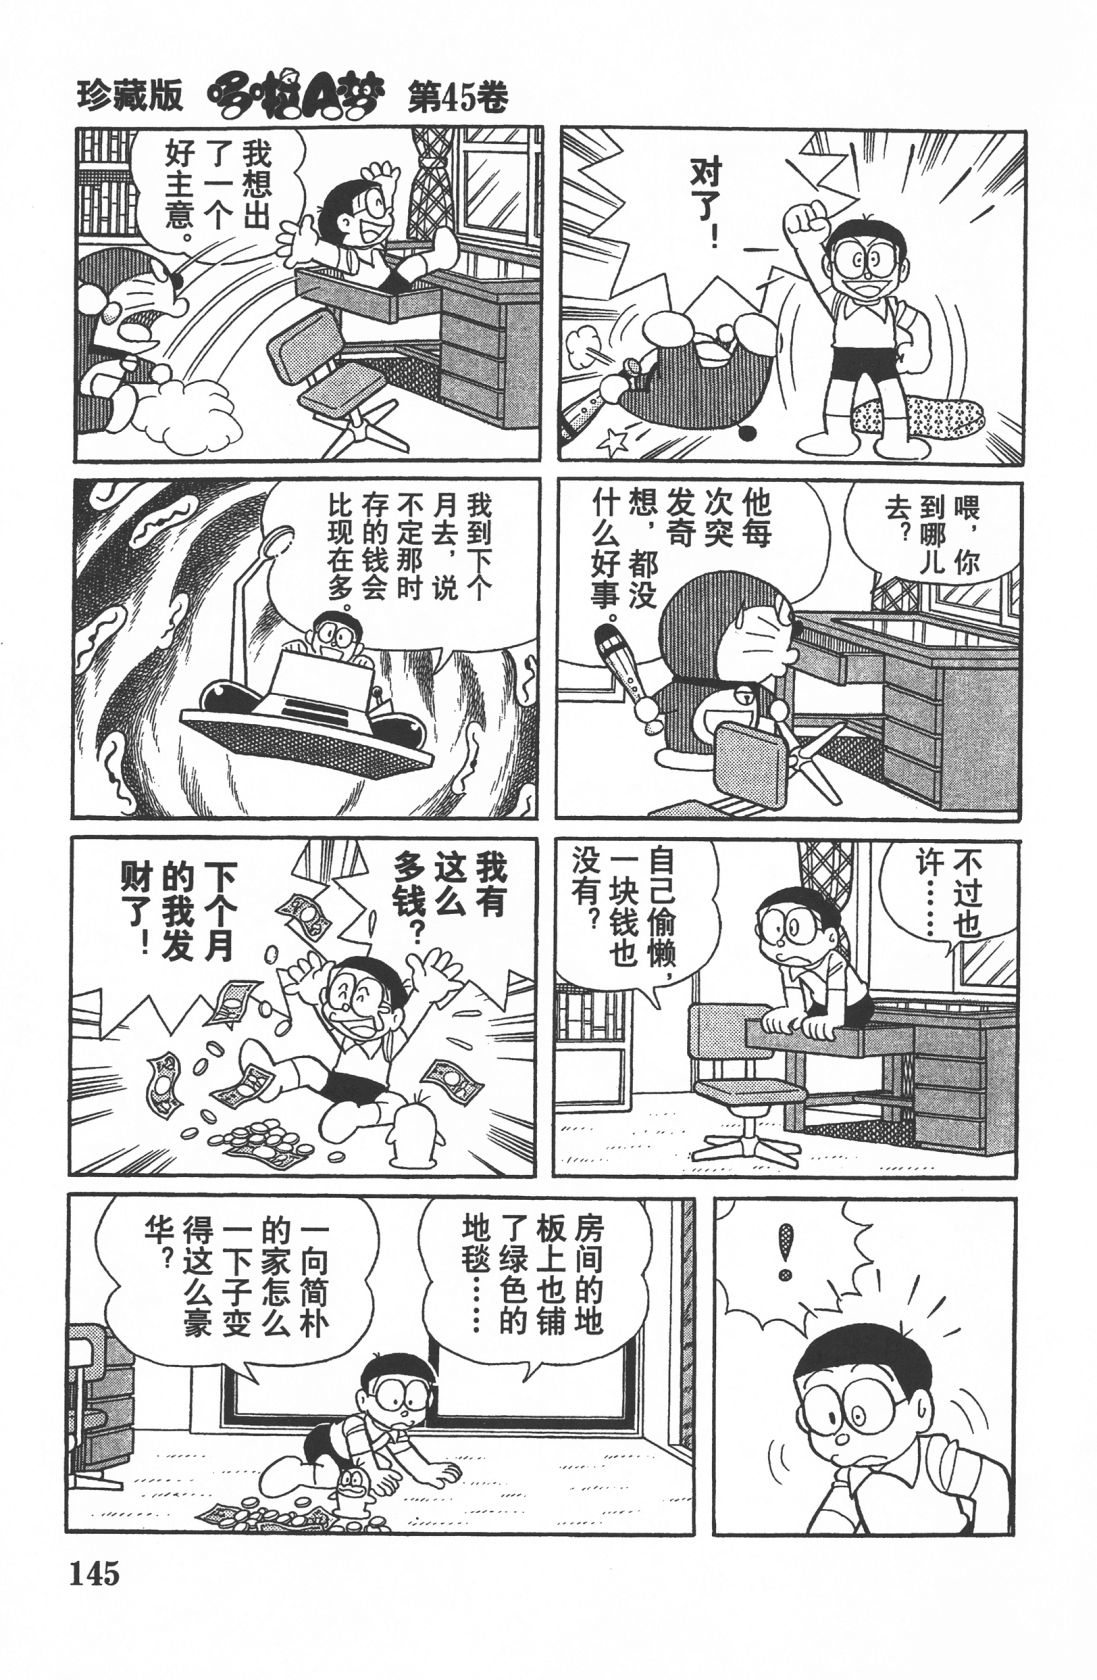 珍藏版 哆啦A梦 第45卷
对了！
我想出
了一个
好主意。
喂，你
到哪儿
去？
他每
次突
发奇
想，都没
什么好事。
我到下个
月去，说
不定那时
存的钱会
比现在多。
不过也
许……
自己偷懒，
一块钱也
没有？
我有
这么
多钱？
下个月
的我发
财了！
！
房间的地
板上也铺
了绿色的
地毯……
一向简朴
的家怎么
一下子变
得这么豪
华？
145